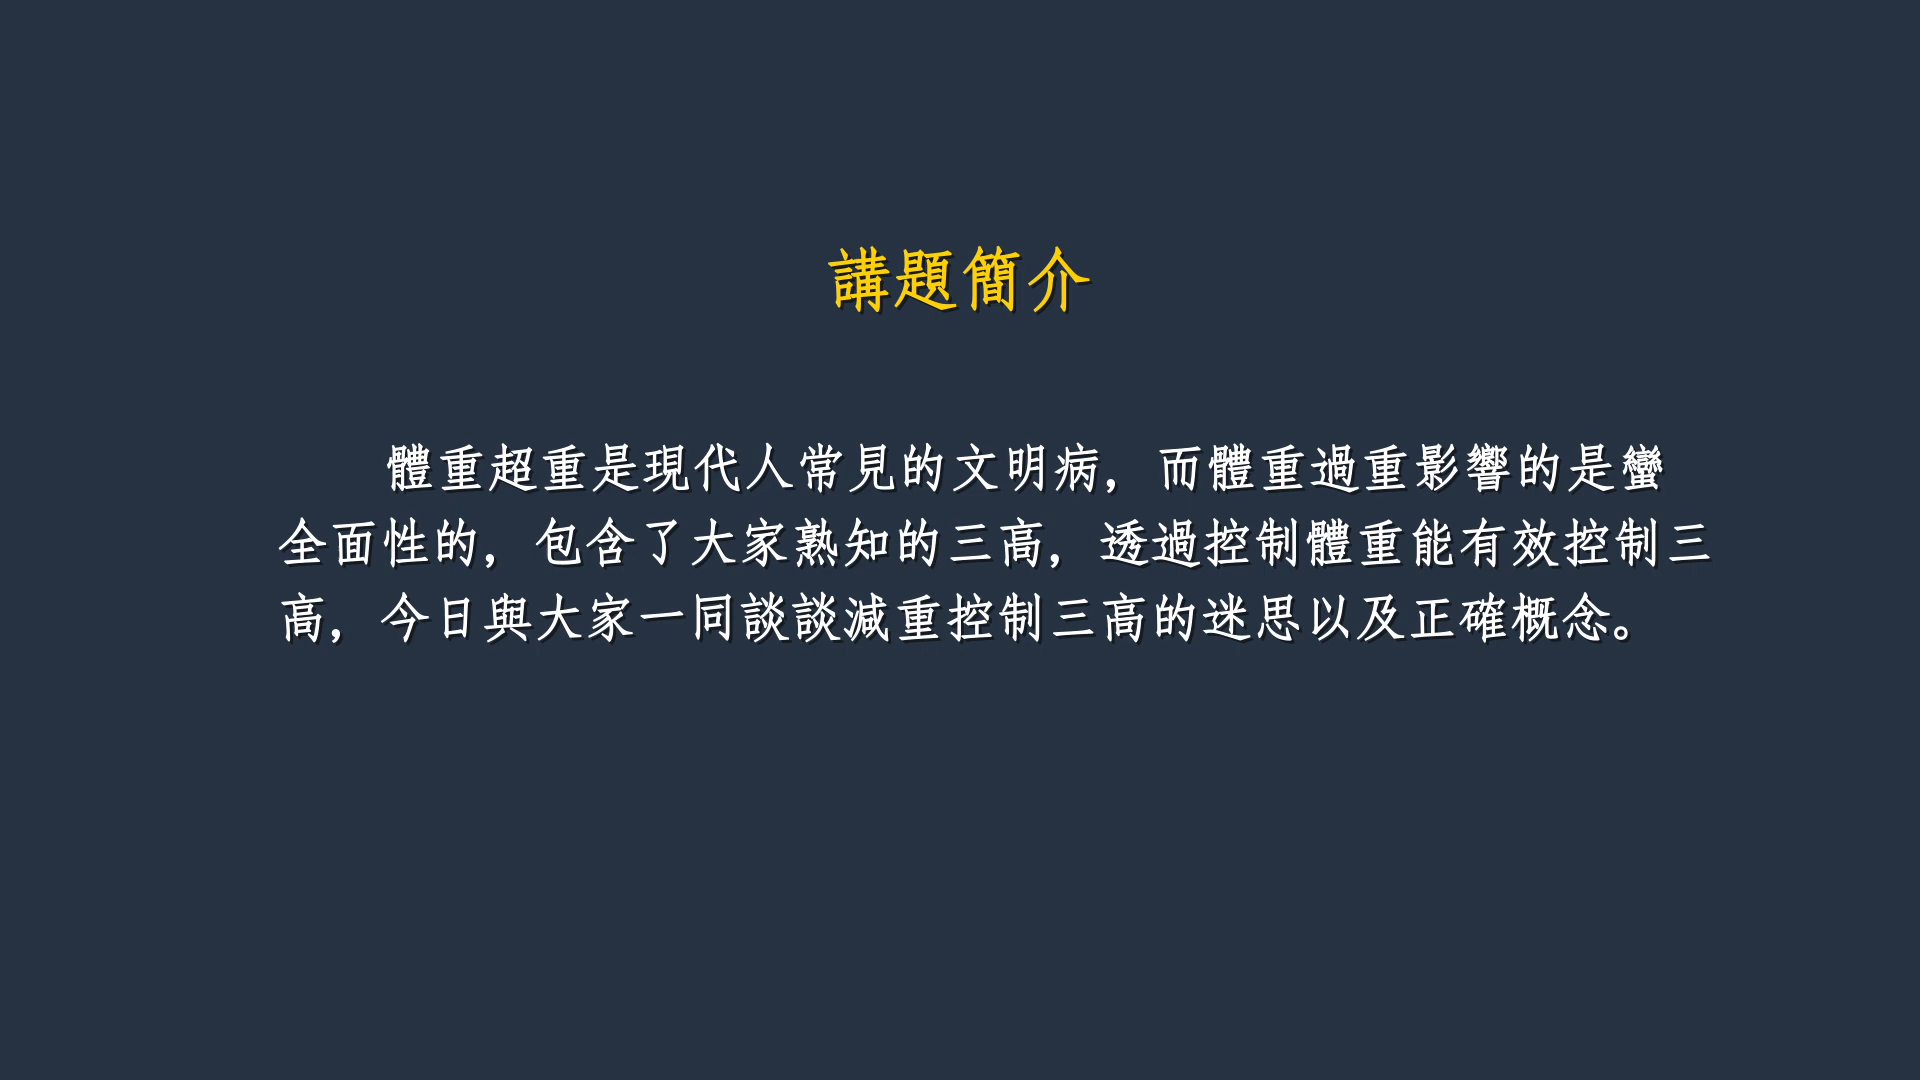 講題簡介
體重超重是現代人常見的文明病，而體重過重影響的是蠻
全面性的，包含了大家熟知的三高，透過控制體重能有效控制三
高，今日與大家一同談談減重控制三高的迷思以及正確概念。